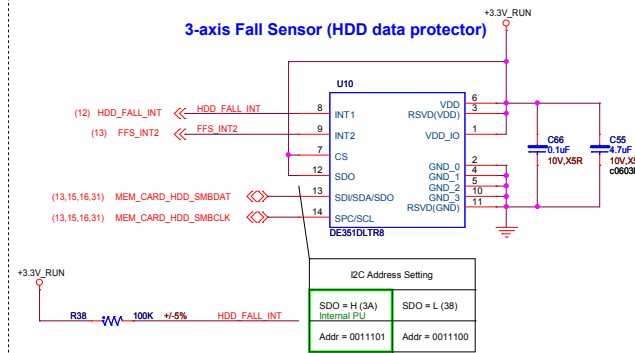 +3.3V_RUN
3-axis Fall Sensor (HDD data protector)
U10
(12) HDD_FALL_INT HDD_FALL_INT 8 INT1
(13) FFS_INT2 FFS_INT2 9 INT2
7 CS
12 SDO
(13,15,16,31) MEM_CARD_HDD_SMBDAT 13 SDI/SDA/SDO
(13,15,16,31) MEM_CARD_HDD_SMBCLK 14 SPC/SCL
VDD 6
RSVD(VDD) 3
VDD_IO 1
GND_0 2
GND_1 4
GND_2 5
GND_3 10
RSVD(GND) 11
DE351DLTR8
C66
0.1uF
10V,X5R
C55
4.7uF
10V,X5
c0603
I2C Address Setting
SDO = H (3A) SDO = L (38)
Internal PU
Addr = 0011101 Addr = 0011100
+3.3V_RUN
R38 100K +/-5% HDD_FALL_INT